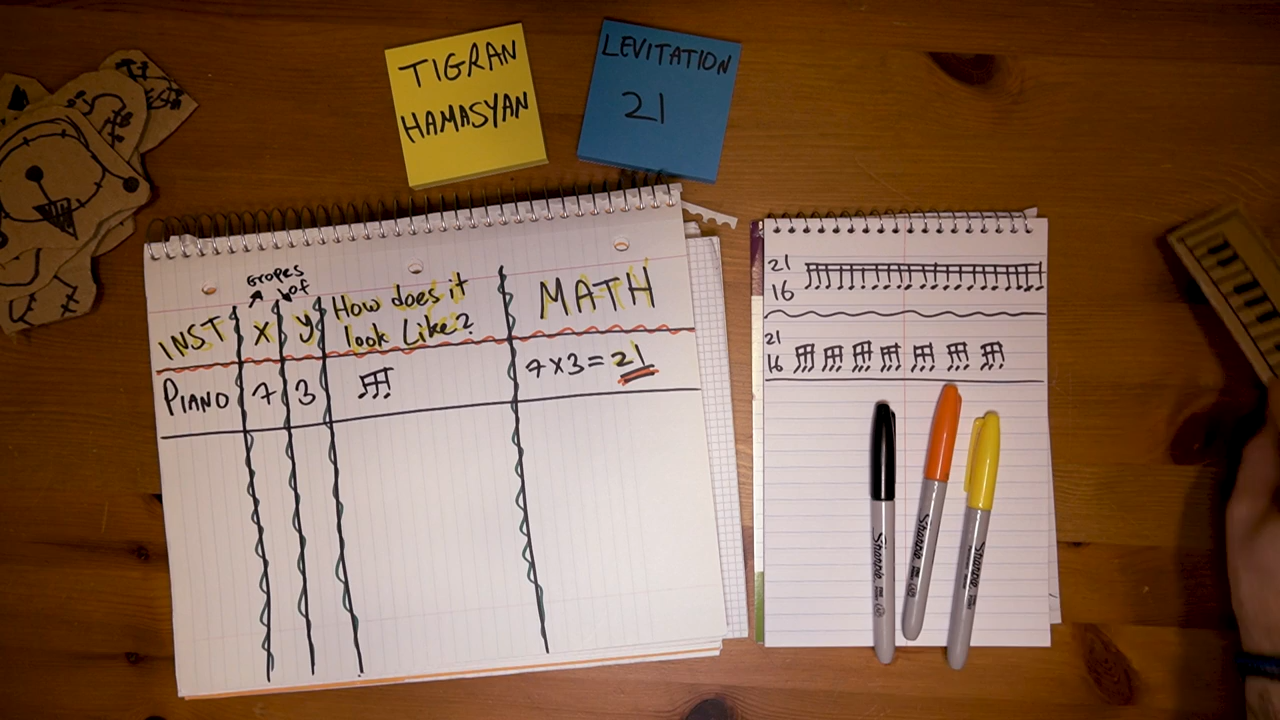 TIGRAN
HAMASYAN
LEVITATION
21
Gropes
of
INST
X
Y
How does it
look Like?
MATH
PIANO
7
3
7x3=21
21
16
21
16
Sharpie
Sharpie
Sharpie